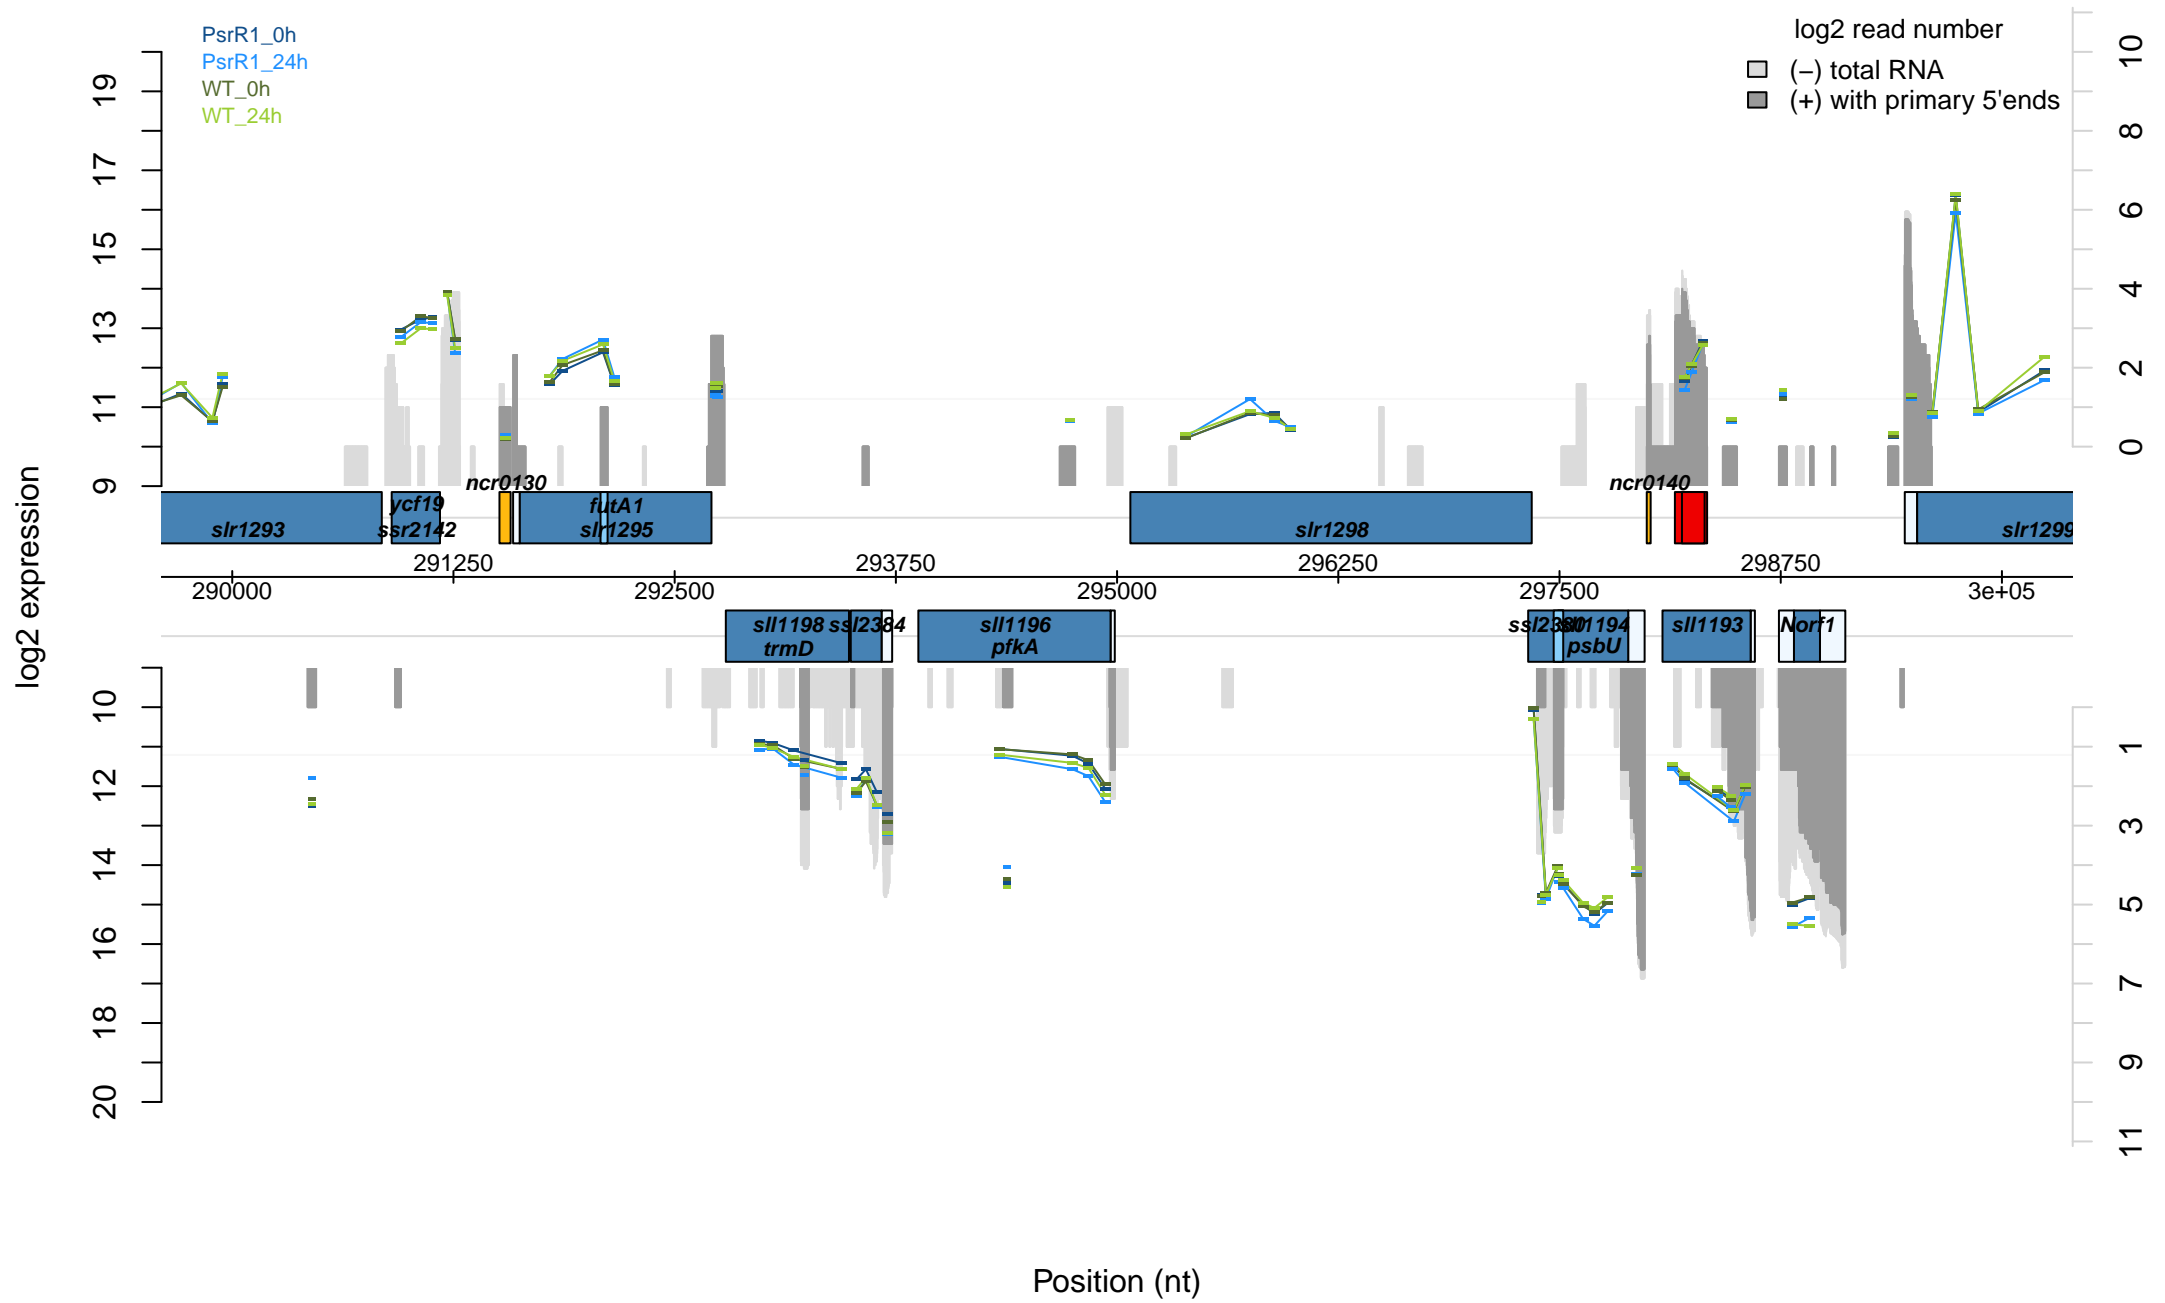 PsrR1_0h
PsrR1_24h
WT_0h
WT_24h
log2 read number
(−) total RNA
(+) with primary 5'ends
log2 expression
9
11
13
15
17
19
0
2
4
6
8
10
ncr0130
ncr0140
ycf19
futA1
slr1293
ssr2142
slr1295
slr1298
slr1299
291250
293750
296250
298750
290000
292500
295000
297500
3e+05
sll1198
ssl2384
sll1196
ssl2380
sll1194
sll1193
Norf1
trmD
pfkA
psbU
10
12
14
16
18
20
1
3
5
7
9
11
Position (nt)